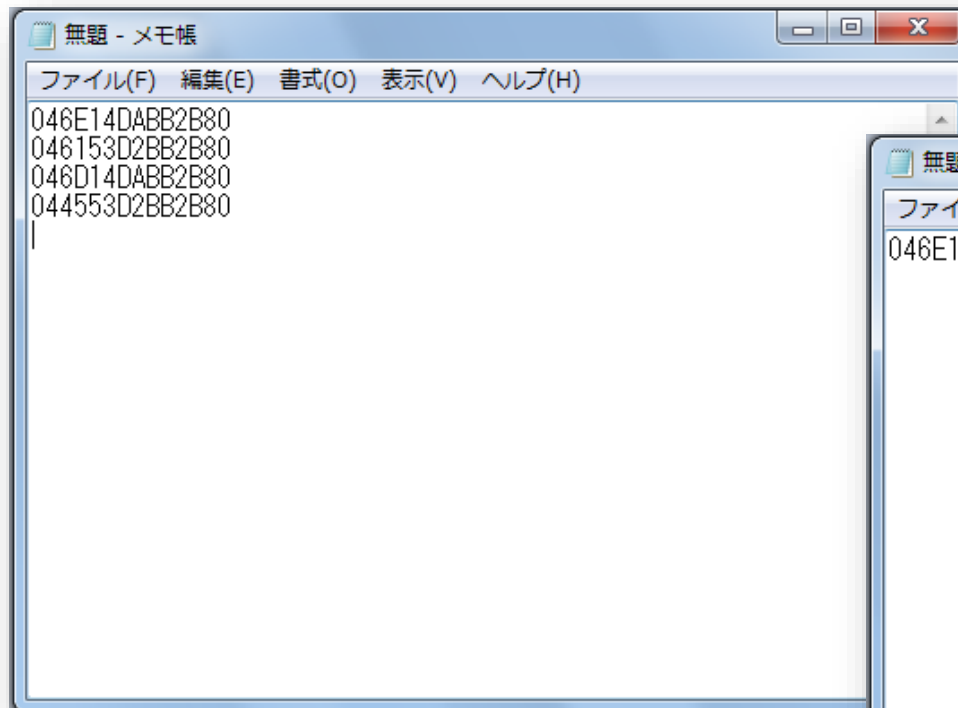 無題 - メモ帳
ファイル(F) 編集(E) 書式(O) 表示(V) ヘルプ(H)
046E14DABB2B80
046153D2BB2B80
046D14DABB2B80
044553D2BB2B80
無題
ファイ
046E1